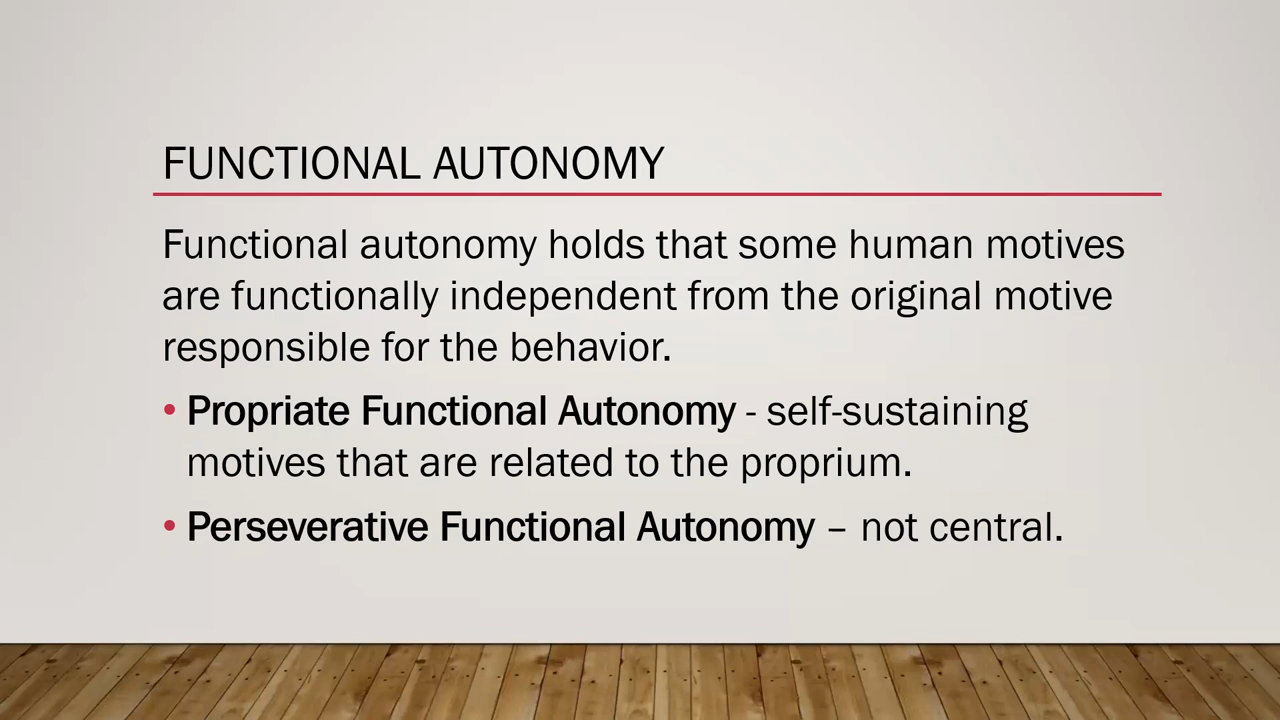 FUNCTIONAL AUTONOMY
Functional autonomy holds that some human motives
are functionally independent from the original motive
responsible for the behavior.
• Propriate Functional Autonomy - self-sustaining
motives that are related to the proprium.
• Perseverative Functional Autonomy – not central.